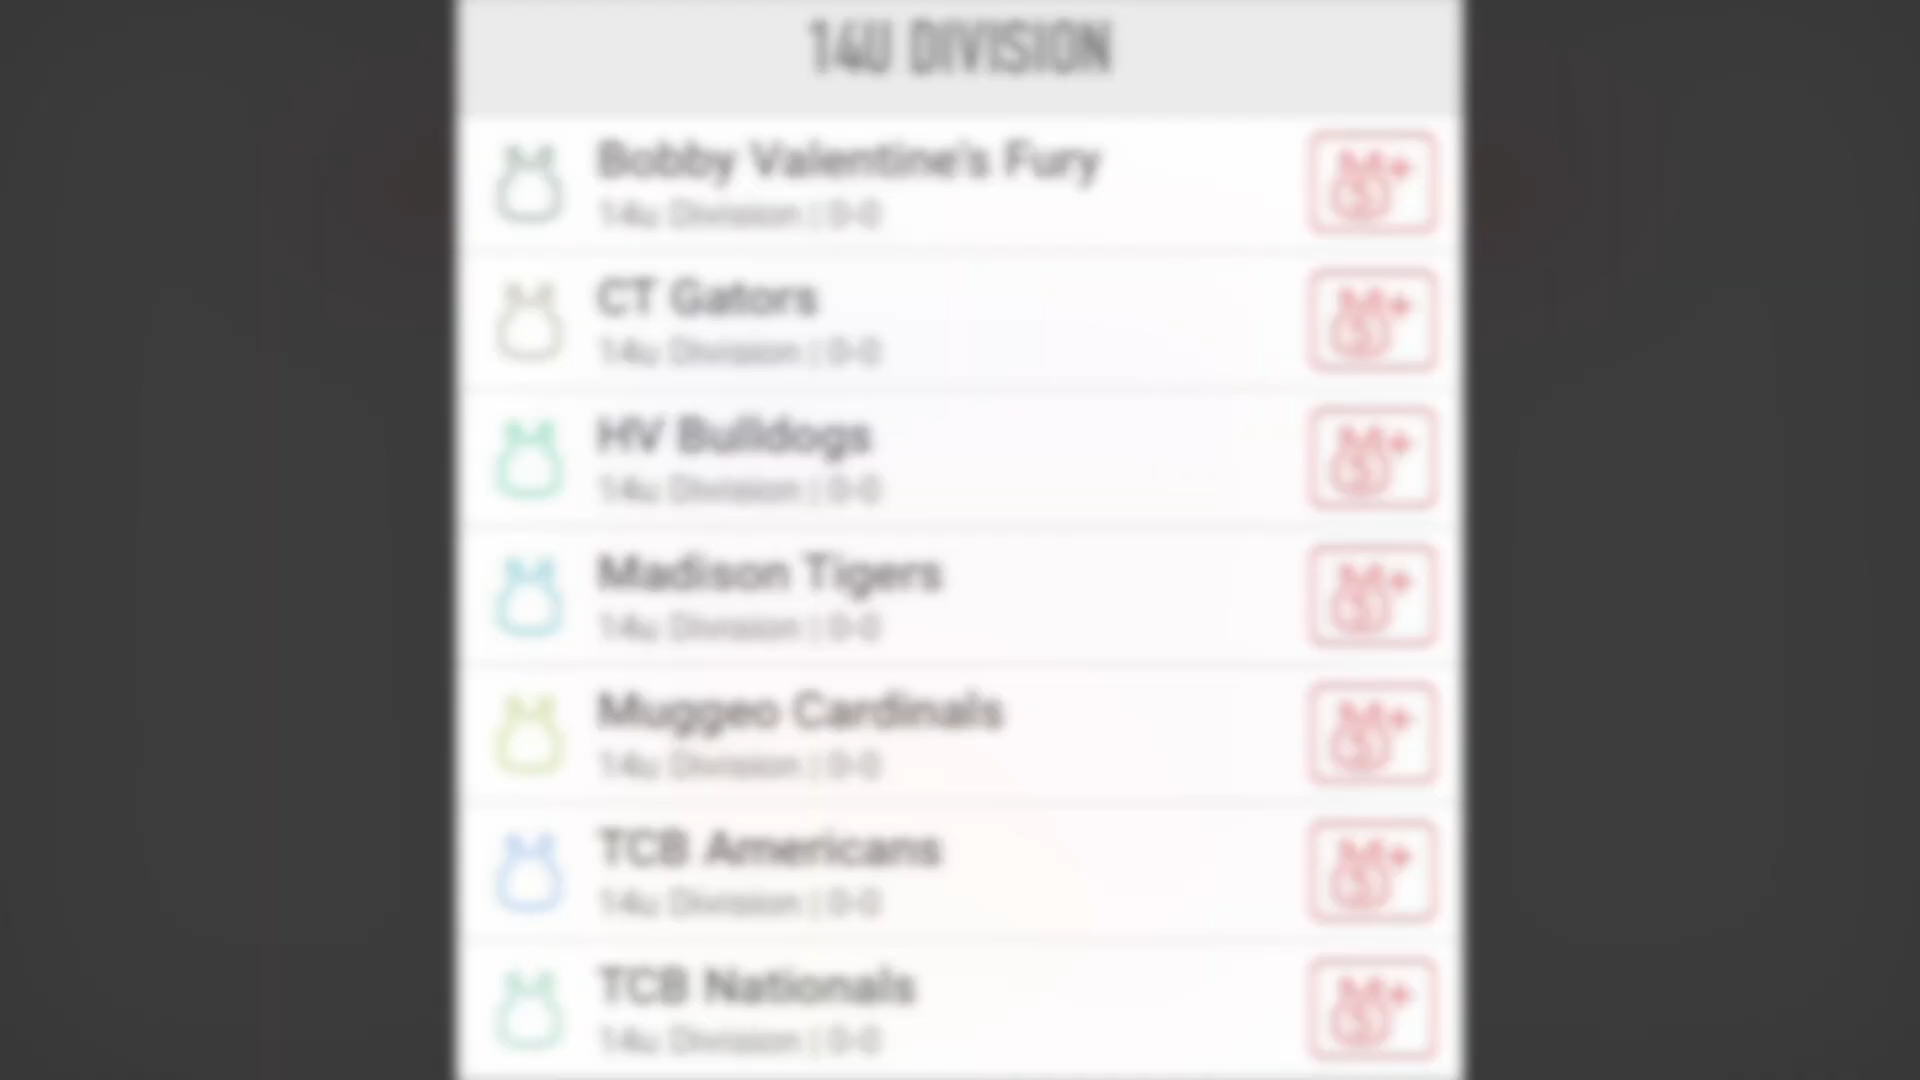 14U DIVISION
Bobby Valentine's Fury
14u Division | 0-0
CT Gators
14u Division | 0-0
HV Bulldogs
14u Division | 0-0
Madison Tigers
14u Division | 0-0
Muggeo Cardinals
14u Division | 0-0
TCB Americans
14u Division | 0-0
TCB Nationals
14u Division | 0-0